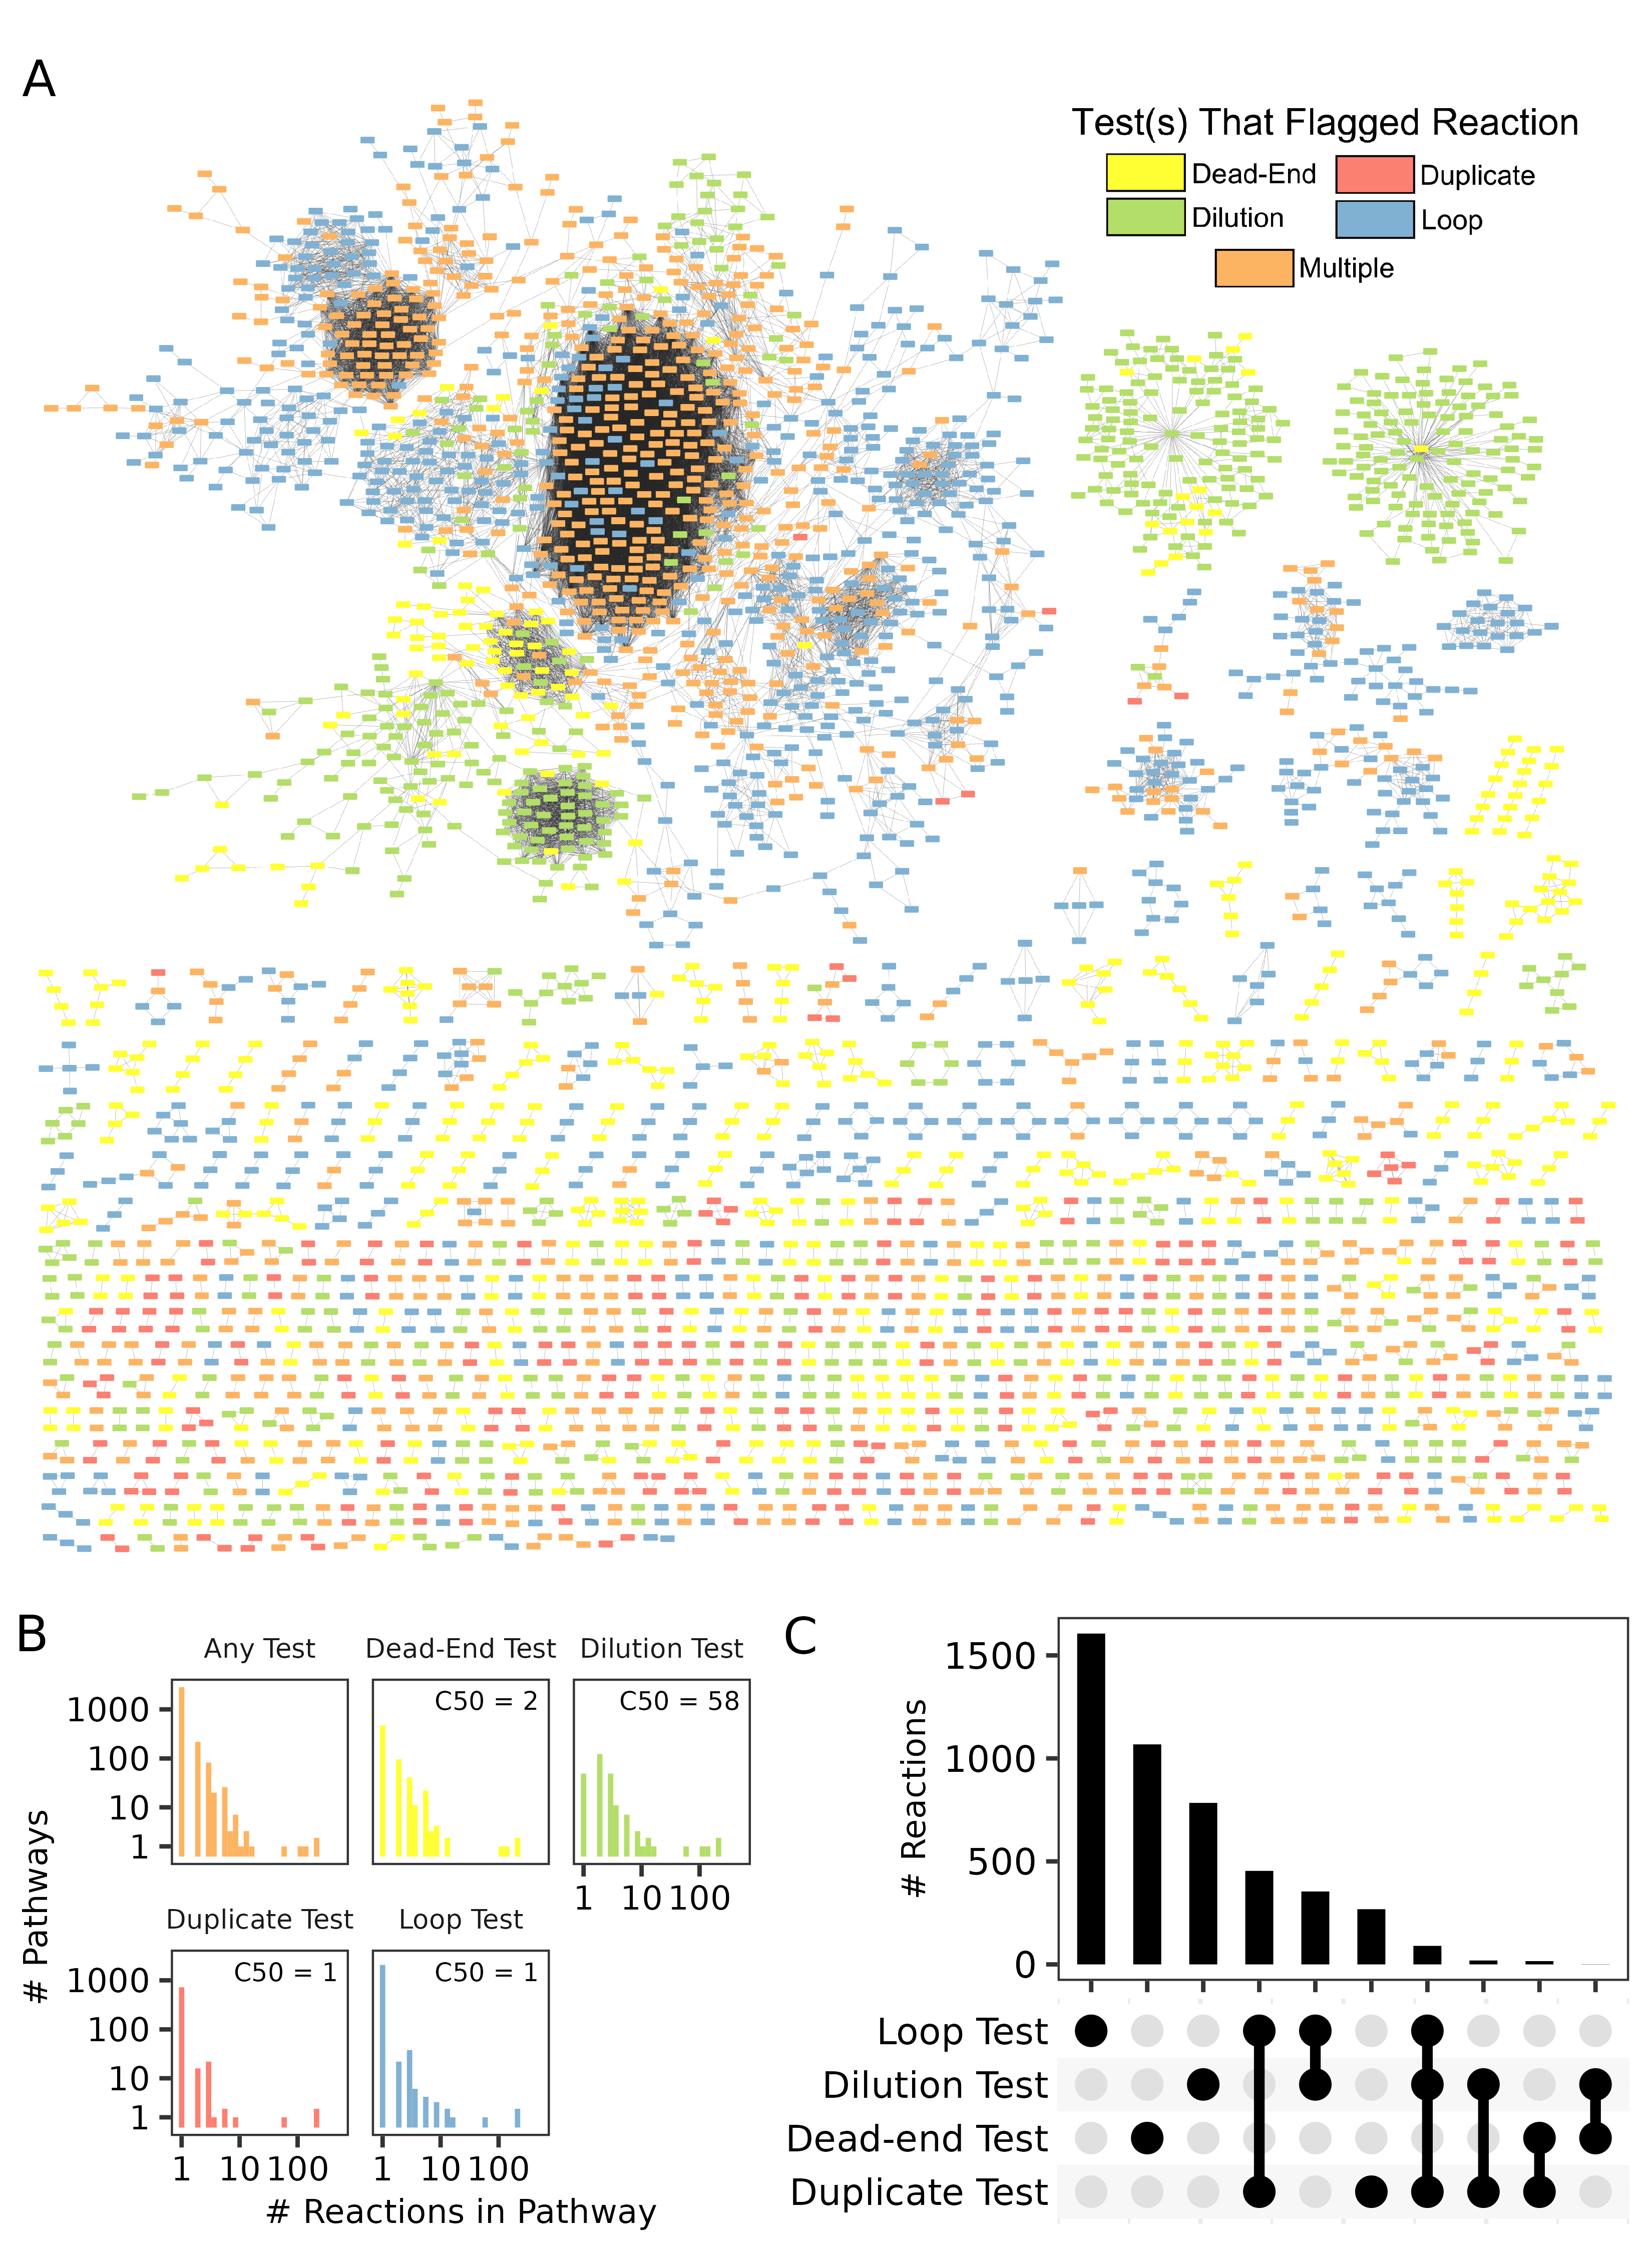 A
Test(s) That Flagged Reaction
Dead-End
Duplicate
Dilution
Loop
Multiple
B
Any Test
Dead-End Test
Dilution Test
C50 = 2
C50 = 58
1000
100
10
1
1 10 100
Duplicate Test
Loop Test
C50 = 1
C50 = 1
1000
100
10
1
1 10 100
1 10 100
# Pathways
# Reactions in Pathway
C
# Reactions
1500
1000
500
0
Loop Test
Dilution Test
Dead-end Test
Duplicate Test